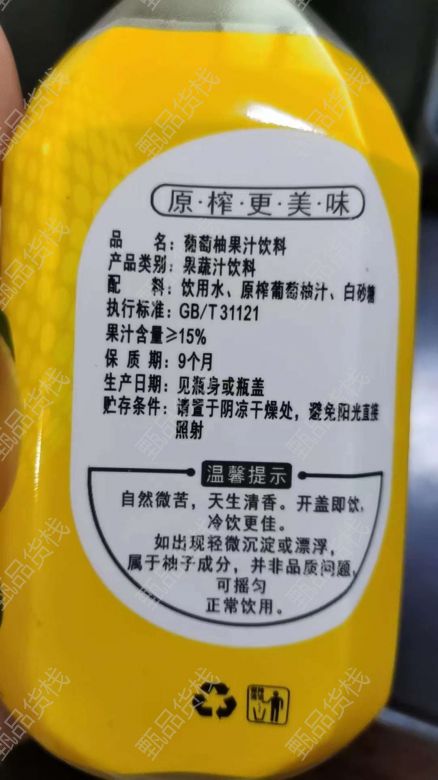 原·榨·更·美·味
品 名：葡萄柚果汁饮料
产品类别：果蔬汁饮料
配 料：饮用水、原榨葡萄柚汁、白砂糖
执行标准：GB/T31121
果汁含量≥15%
保 质 期：9个月
生产日期：见瓶身或瓶盖
贮存条件：请置于阴凉干燥处，避免阳光直接
照射
温馨提示
自然微苦，天生清香。开盖即饮，
冷饮更佳。
如出现轻微沉淀或漂浮，
属于柚子成分，并非品质问题，
可摇匀
正常饮用。
甄品货栈